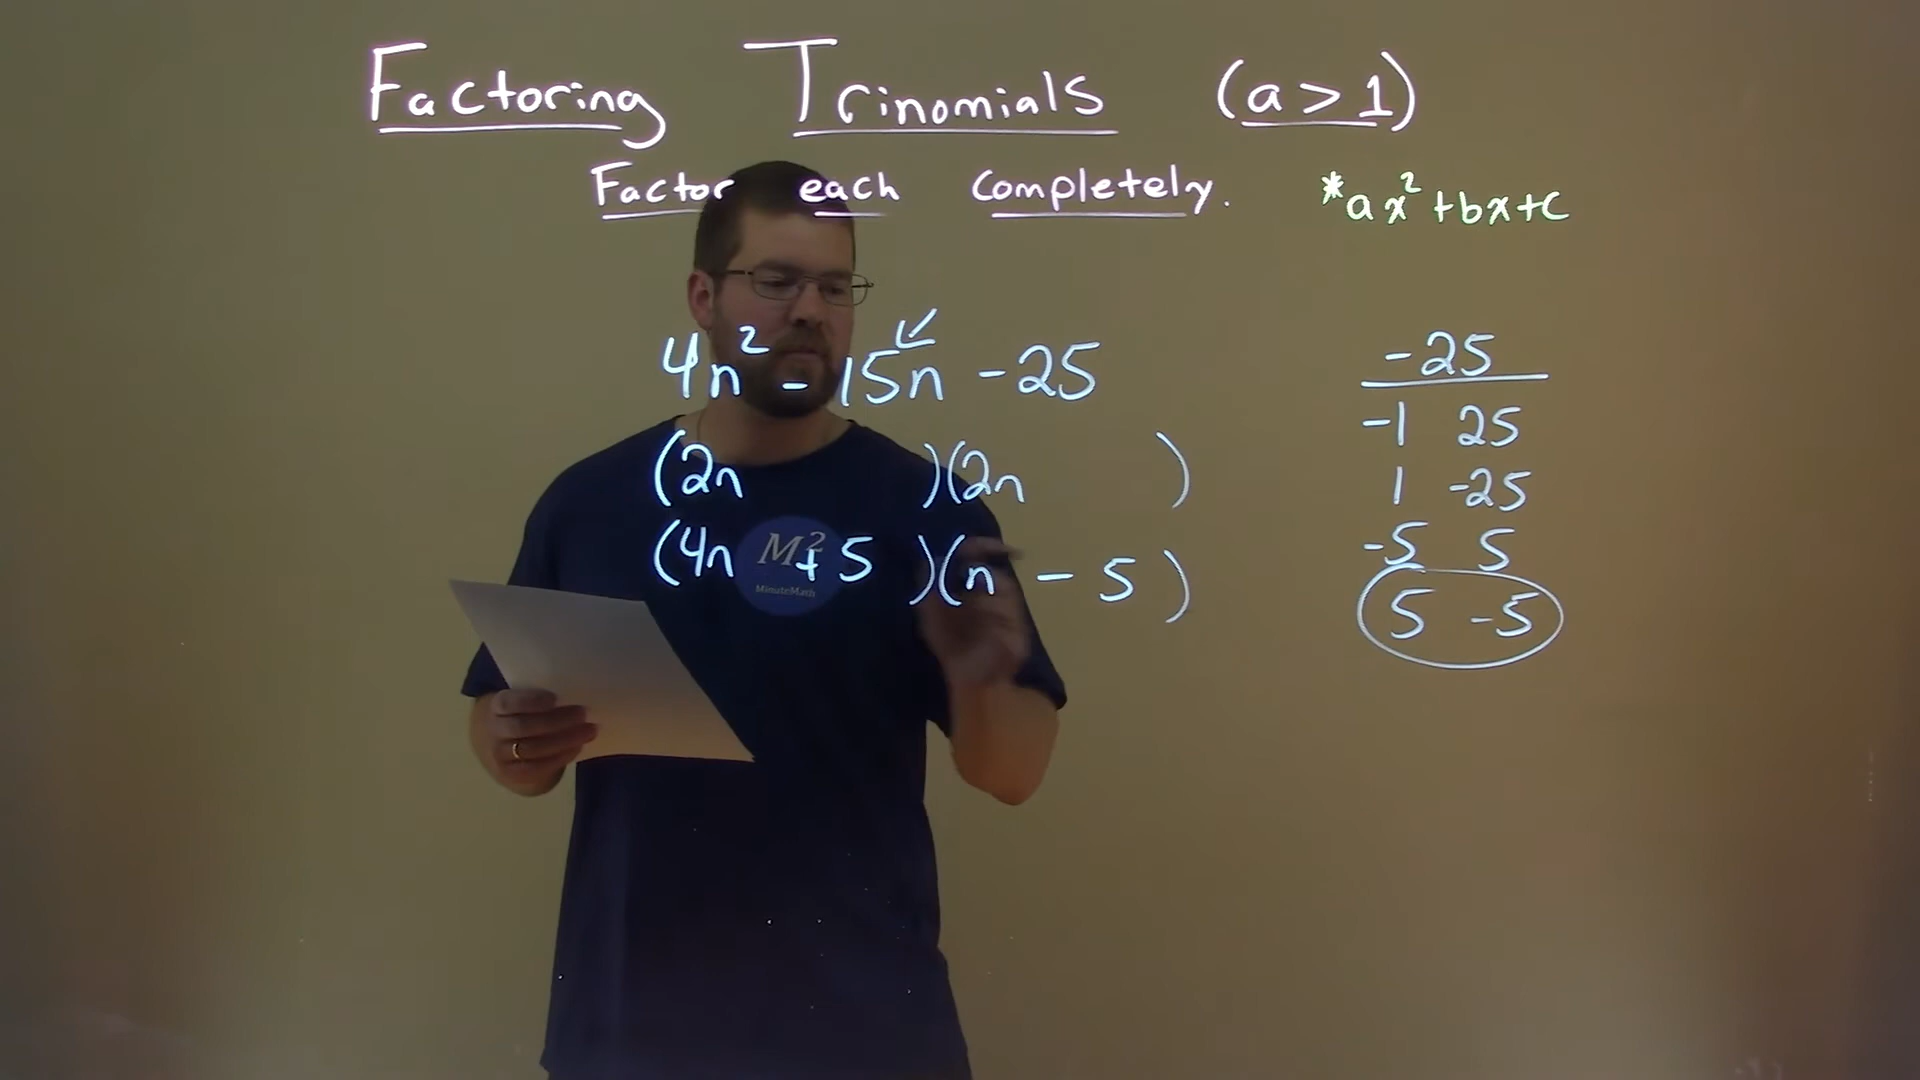 Factoring Trinomials (a > 1)
Factor each completely.
*ax² + bx + c
4n² - 15n - 25
(2n )(2n )
(4n + 5 )(n - 5 )
M²
MinuteMath
-25
-1 25
1 -25
-5 5
5 -5